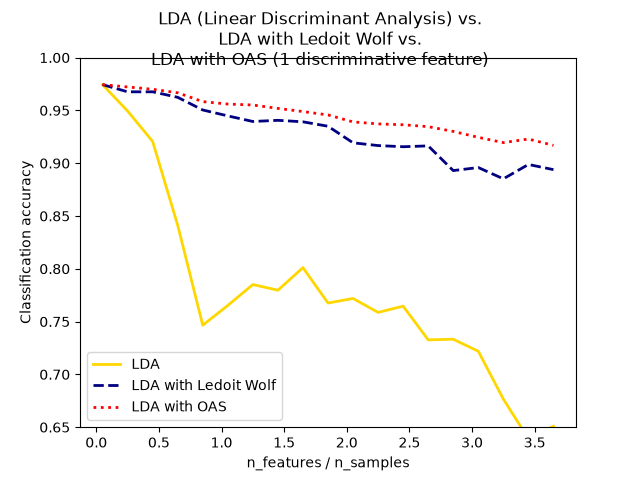 LDA (Linear Discriminant Analysis) vs.
LDA with Ledoit Wolf vs.
LDA with OAS (1 discriminative feature)
1.00
0.95
0.90
0.85
0.80
0.75
0.70
0.65
Classification accuracy
LDA
LDA with Ledoit Wolf
LDA with OAS
0.0 0.5 1.0 1.5 2.0 2.5 3.0 3.5
n_features / n_samples